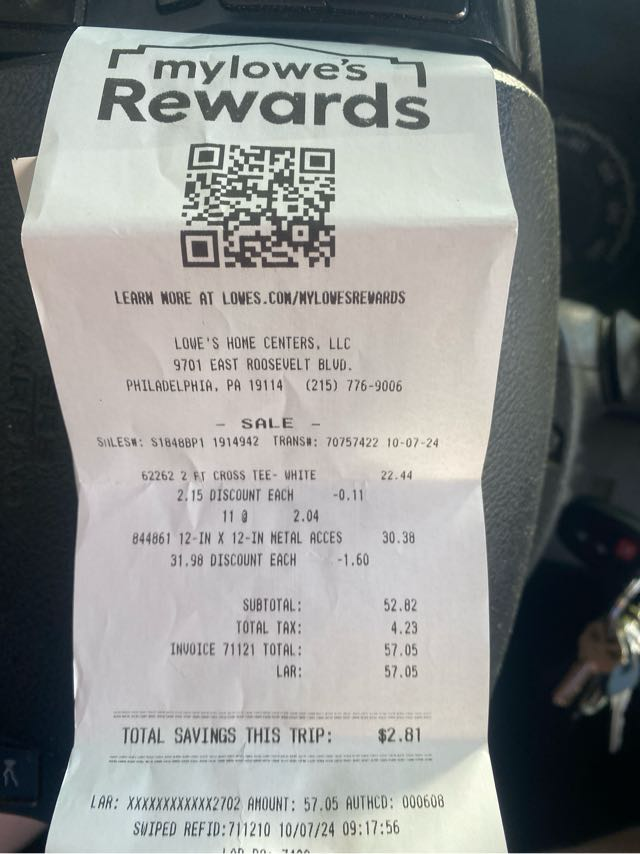 mylowe's
Rewards
LEARN MORE AT LOWES.COM/MYLOWESREWARDS
LOWE'S HOME CENTERS, LLC
9701 EAST ROOSEVELT BLVD.
PHILADELPHIA, PA 19114 (215) 776-9006
- SALE -
SALES#: S1848BP1 1914942 TRANS#: 70757422 10-07-24
62262 2 FT CROSS TEE- WHITE 22.44
2.15 DISCOUNT EACH -0.11
11 @ 2.04
844861 12-IN X 12-IN METAL ACCES 30.38
31.98 DISCOUNT EACH -1.60
SUBTOTAL: 52.82
TOTAL TAX: 4.23
INVOICE 71121 TOTAL: 57.05
LAR: 57.05
TOTAL SAVINGS THIS TRIP: $2.81
LAR: XXXXXXXXXXXX2702 AMOUNT: 57.05 AUTHCD: 000608
SWIPED REFID:711210 10/07/24 09:17:56